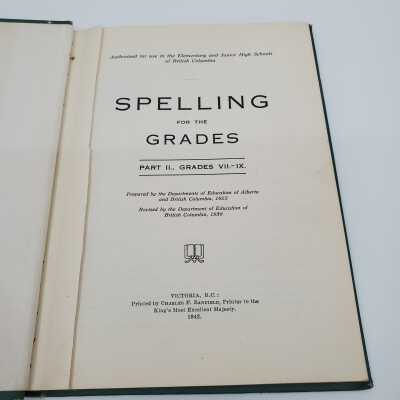 Authorized for use in the Elementary and Junior High Schools
of British Columbia
SPELLING
FOR THE
GRADES
PART II., GRADES VII.-IX.
Prepared by the Departments of Education of Alberta
and British Columbia,
Revised by the Department of Education of
British Columbia,
VICTORIA, B.C.:
Printed by CHARLES F. BANFIELD, Printer to the
King's Most Excellent Majesty.
1942.